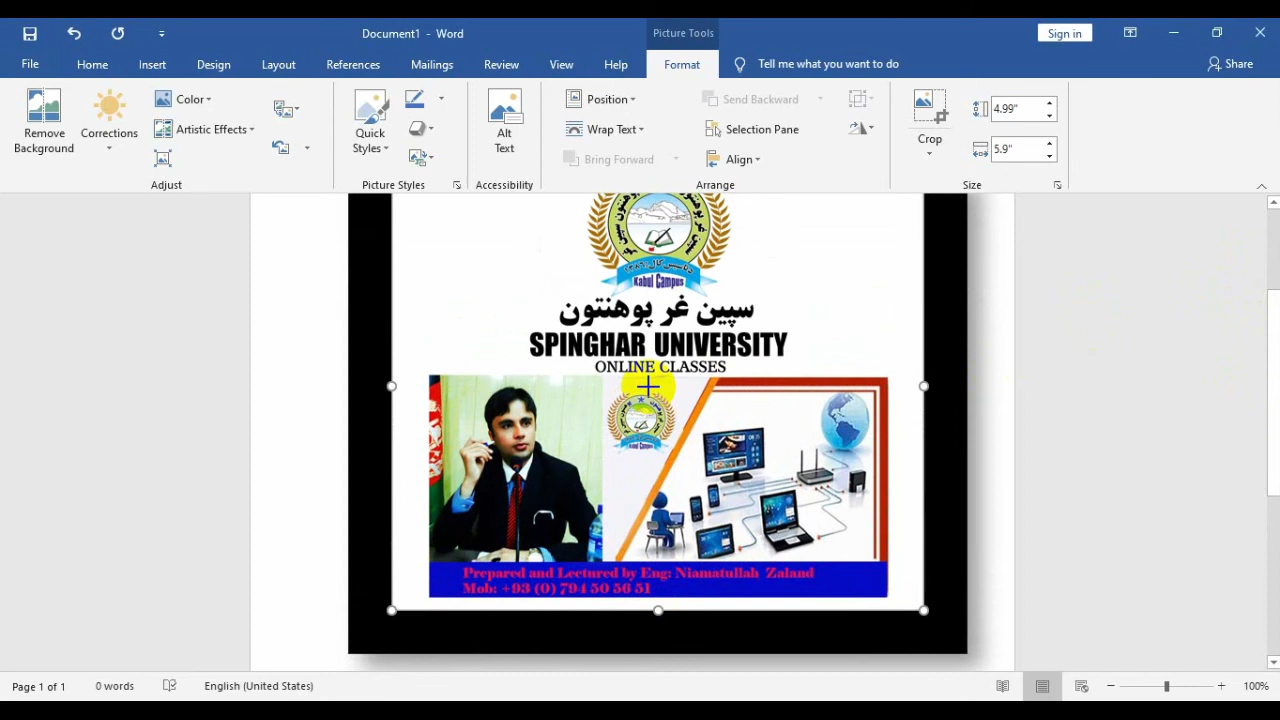 Document1 - Word
Picture Tools
Sign in
File
Home
Insert
Design
Layout
References
Mailings
Review
View
Help
Format
Tell me what you want to do
Share
Remove Background
Corrections
Color
Artistic Effects
Quick Styles
Alt Text
Position
Wrap Text
Bring Forward
Send Backward
Selection Pane
Align
Crop
4.99"
5.9"
Adjust
Picture Styles
Accessibility
Arrange
Size
Kabul Campus
سپين غر پوهنتون
SPINGHAR UNIVERSITY
ONLINE CLASSES
Kabul Campus
Prepared and Lectured by Eng: Niamatullah Zaland
Mob: +93 (0) 794 50 56 51
Page 1 of 1
0 words
English (United States)
100%